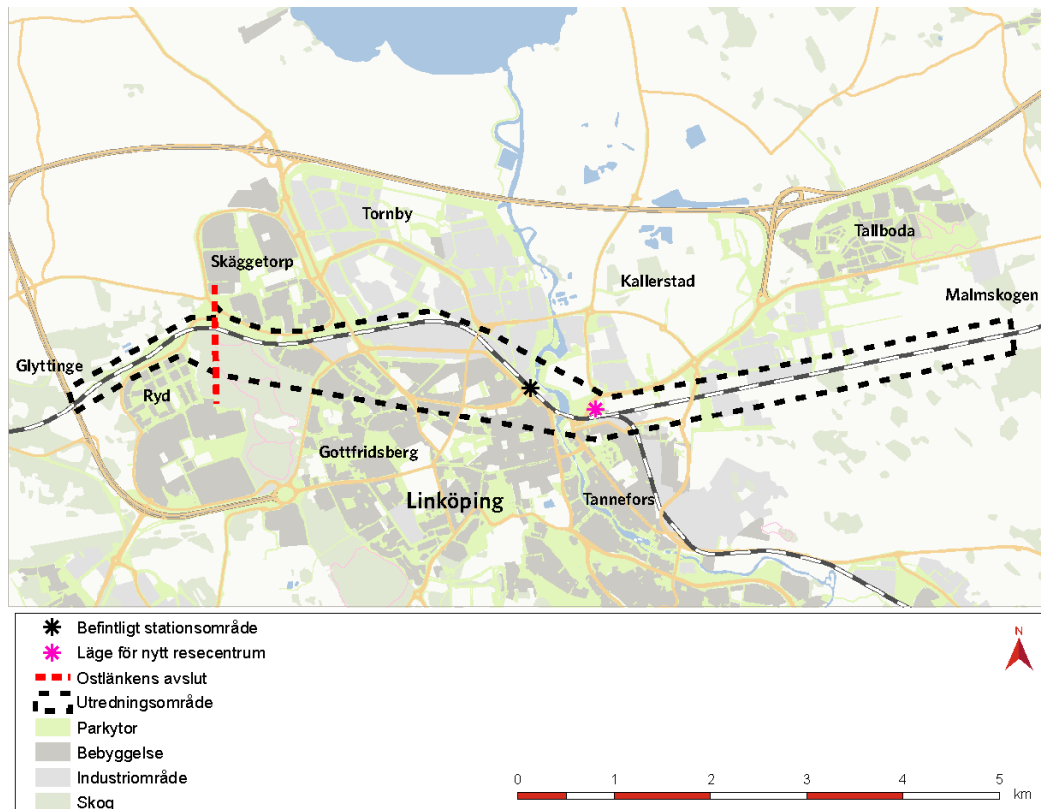 Tornby
Tallboda
Skäggetorp
Kallerstad
Malmskogen
Glyttinge
Ryd
Gottfridsberg
Linköping
Tannefors
Befintligt stationsområde
Läge för nytt resecentrum
Ostlänkens avslut
Utredningsområde
Parkytor
Bebyggelse
Industriområde
Skog
N
0 1 2 3 4 5
km